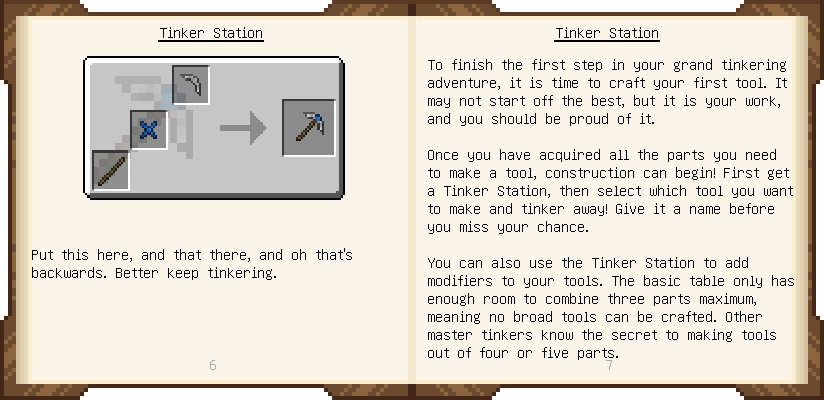 Tinker Station
Put this here, and that there, and oh that's
backwards. Better keep tinkering.
6
Tinker Station
To finish the first step in your grand tinkering
adventure, it is time to craft your first tool. It
may not start off the best, but it is your work,
and you should be proud of it.
Once you have acquired all the parts you need
to make a tool, construction can begin! First get
a Tinker Station, then select which tool you want
to make and tinker away! Give it a name before
you miss your chance.
You can also use the Tinker Station to add
modifiers to your tools. The basic table only has
enough room to combine three parts maximum,
meaning no broad tools can be crafted. Other
master tinkers know the secret to making tools
out of four or five parts.
7